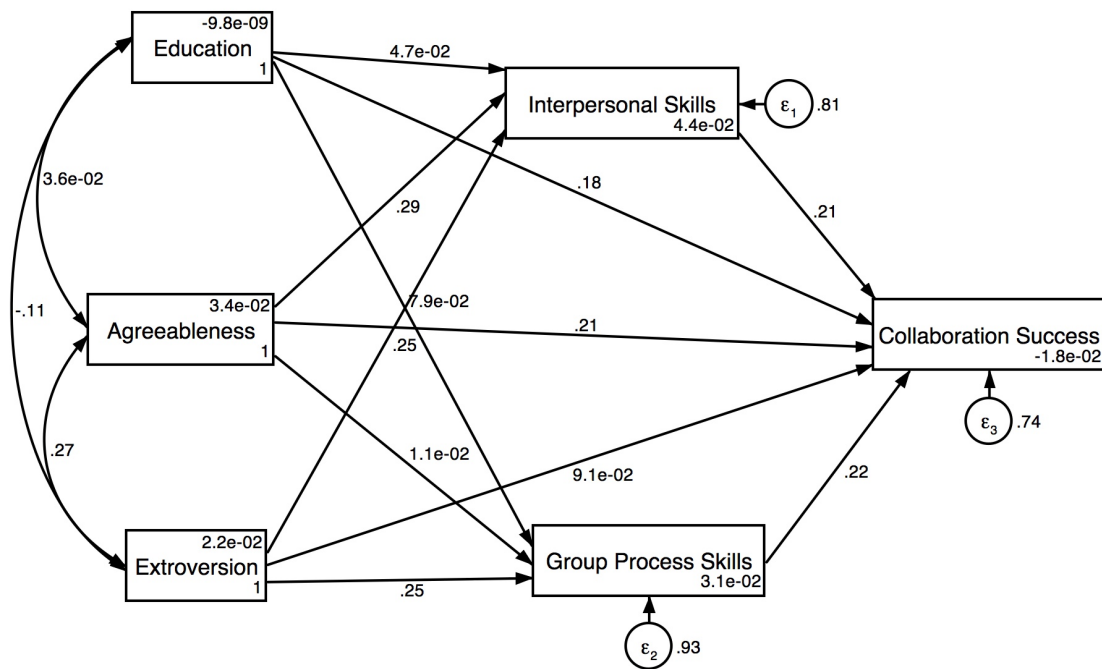 -9.8e-09
Education
1
4.7e-02
Interpersonal Skills
4.4e-02
ε1
.81
3.6e-02
.18
.29
.21
7.9e-02
-.11
3.4e-02
Agreeableness
1
.21
.25
Collaboration Success
-1.8e-02
ε3
.74
.27
1.1e-02
9.1e-02
.22
2.2e-02
Extroversion
1
.25
Group Process Skills
3.1e-02
ε2
.93